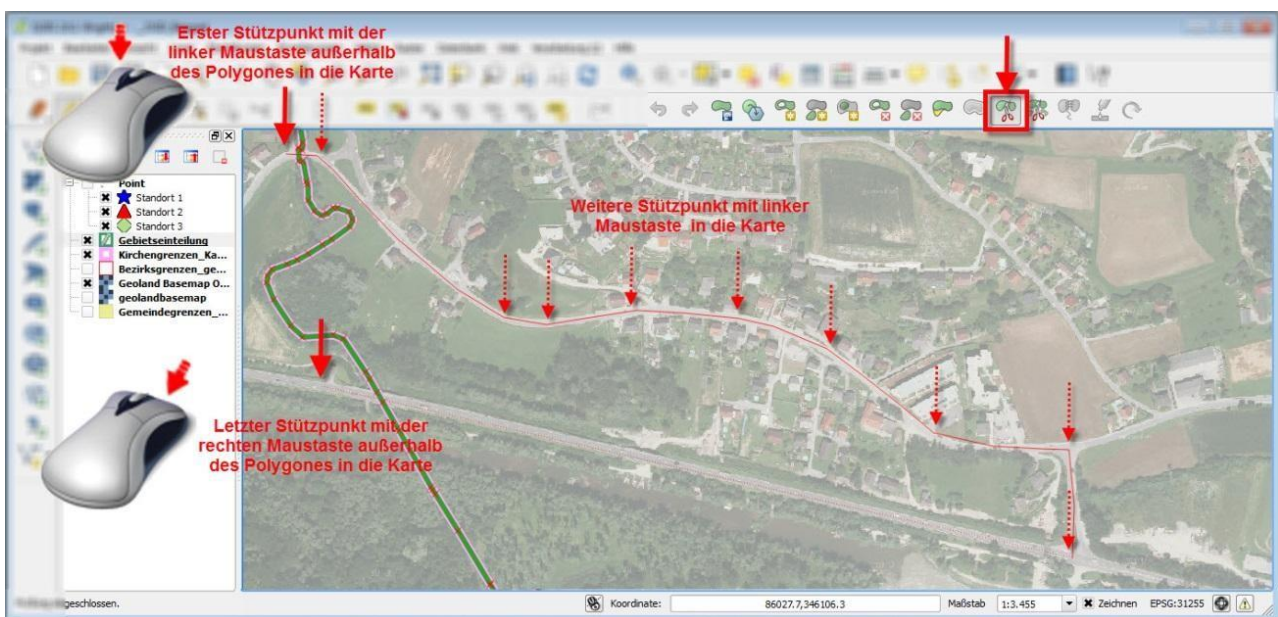 Erster Stützpunkt mit der
linker Maustaste außerhalb
des Polygones in die Karte
Point
Standort 1
Standort 2
Standort 3
Gebietseinteilung
Kirchengrenzen_Ka...
Bezirksgrenzen_ge...
Geoland Basemap O...
geolandbasemap
Gemeindegrenzen_...
Weitere Stützpunkt mit linker
Maustaste in die Karte
Letzter Stützpunkt mit der
rechten Maustaste außerhalb
des Polygones in die Karte
Koordinate: 86027.7,346106.3 Maßstab 1:3.455 Zeichnen EPSG:31255